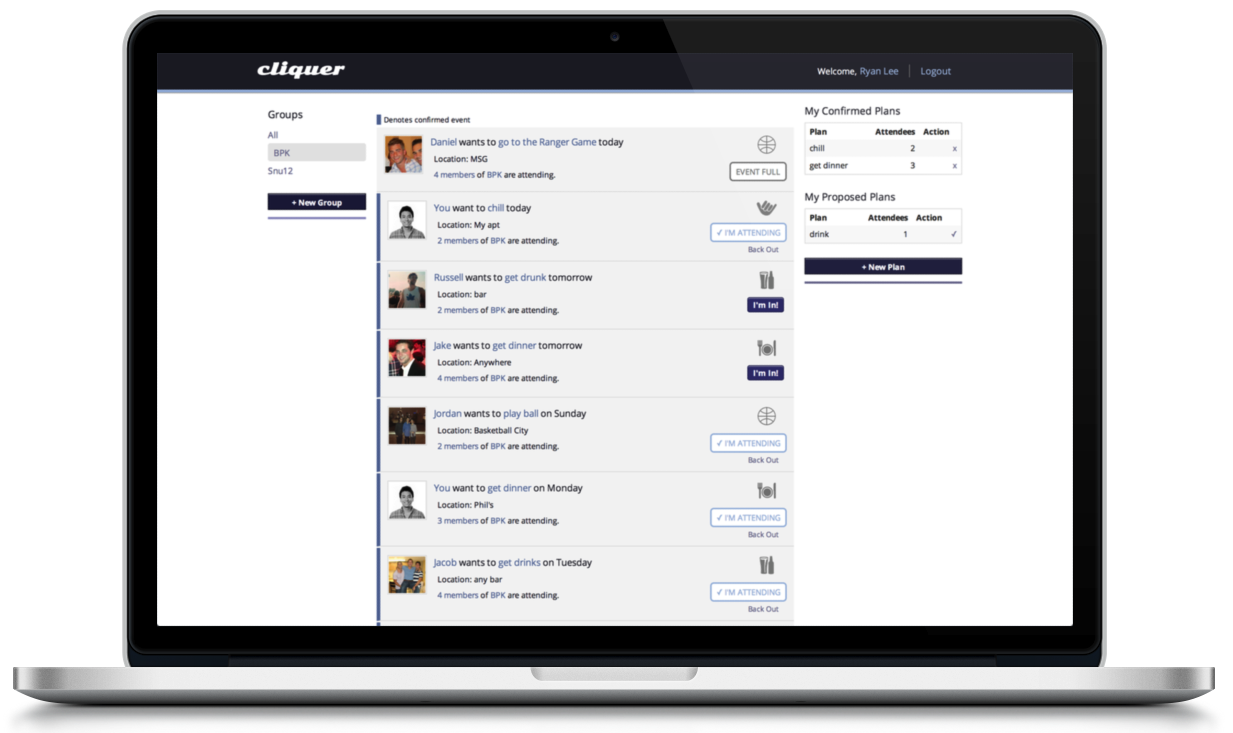 cliquer
Welcome, Ryan Lee
Logout
Groups
All
BPK
Snu12
+ New Group
Denotes confirmed event
Daniel wants to go to the Ranger Game today
Location: MSG
4 members of BPK are attending.
EVENT FULL
You want to chill today
Location: My apt
2 members of BPK are attending.
✓ I'M ATTENDING
Back Out
Russell wants to get drunk tomorrow
Location: bar
2 members of BPK are attending.
I'm In!
Jake wants to get dinner tomorrow
Location: Anywhere
4 members of BPK are attending.
I'm In!
Jordan wants to play ball on Sunday
Location: Basketball City
2 members of BPK are attending.
✓ I'M ATTENDING
Back Out
You want to get dinner on Monday
Location: Phil's
3 members of BPK are attending.
✓ I'M ATTENDING
Back Out
Jacob wants to get drinks on Tuesday
Location: any bar
4 members of BPK are attending.
✓ I'M ATTENDING
Back Out
My Confirmed Plans
Plan Attendees Action
chill 2 x
get dinner 3 x
My Proposed Plans
Plan Attendees Action
drink 1 ✓
+ New Plan